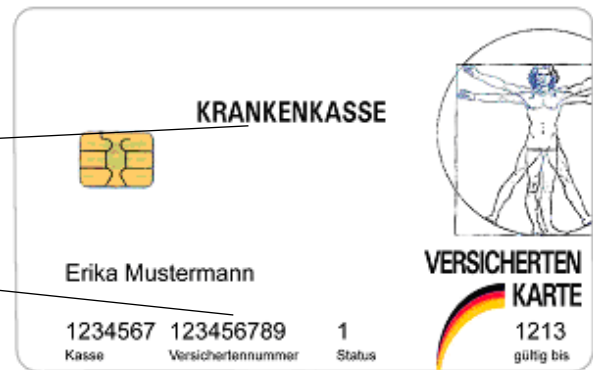 KRANKENKASSE
Erika Mustermann
VERSICHERTEN
KARTE
1234567 123456789 1 1213
Kasse Versichertennummer Status gültig bis